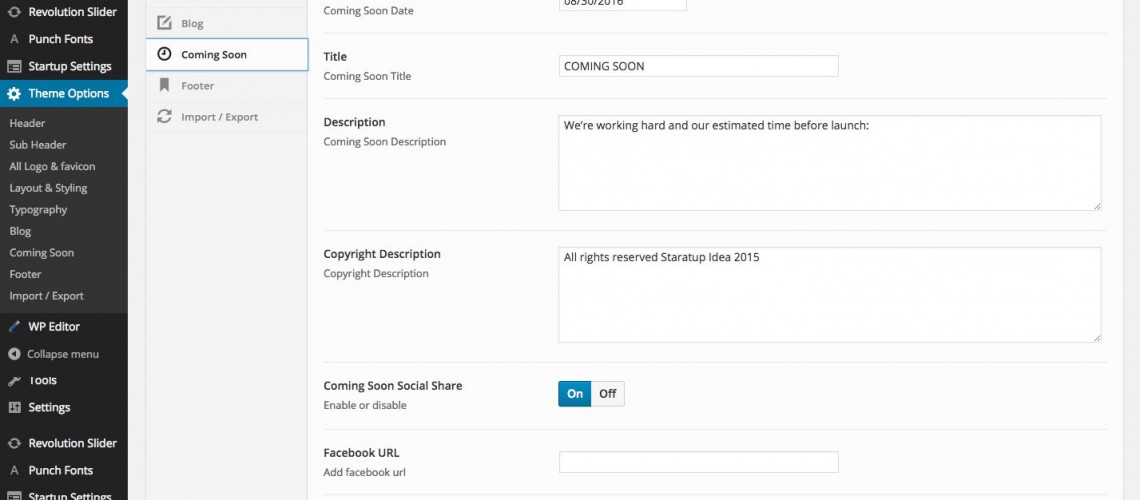 Revolution Slider
Punch Fonts
Startup Settings
Theme Options
Header
Sub Header
All Logo & favicon
Layout & Styling
Typography
Blog
Coming Soon
Footer
Import / Export
WP Editor
Collapse menu
Tools
Settings
Revolution Slider
Punch Fonts
Startup Settings
Blog
Coming Soon
Footer
Import / Export
Coming Soon Date
08/30/2016
Title
Coming Soon Title
COMING SOON
Description
Coming Soon Description
We're working hard and our estimated time before launch:
Copyright Description
Copyright Description
All rights reserved Staratup Idea 2015
Coming Soon Social Share
Enable or disable
On Off
Facebook URL
Add facebook url